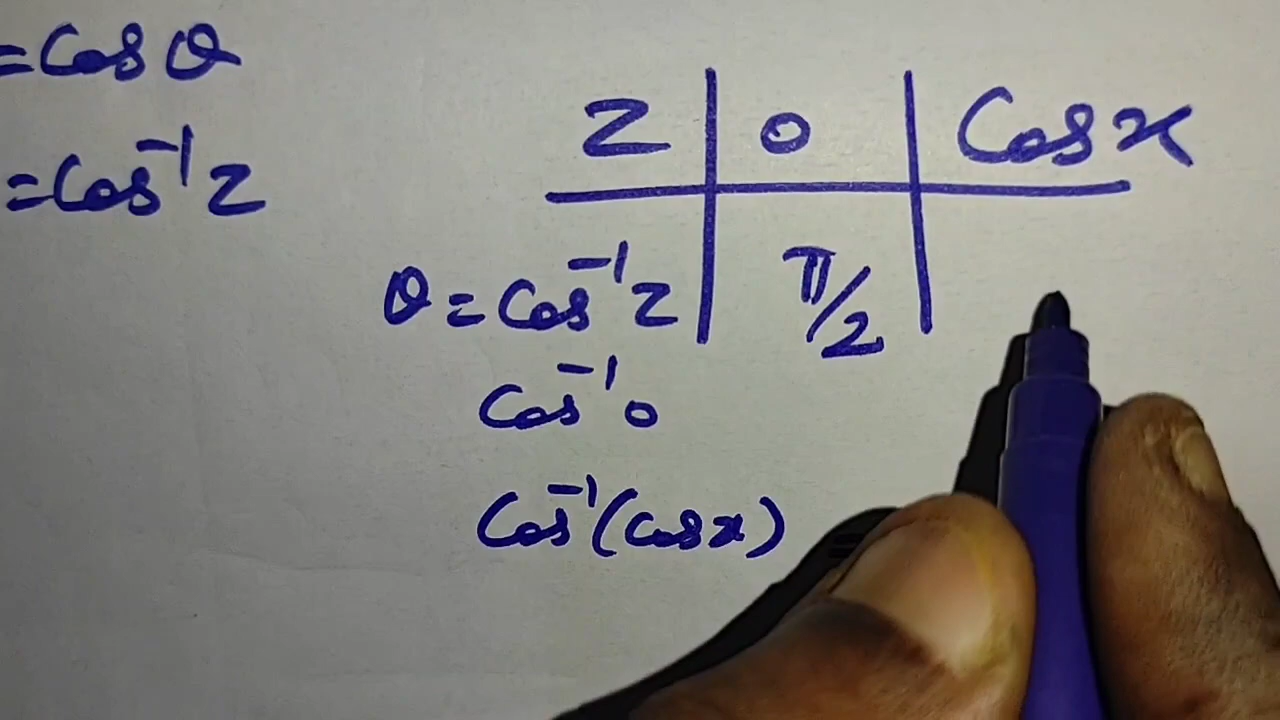 = Cos θ
= Cos⁻¹ z
z | 0 | Cos x
θ = Cos⁻¹ z | π/2 |
Cos⁻¹ 0
Cos⁻¹ (Cos x)